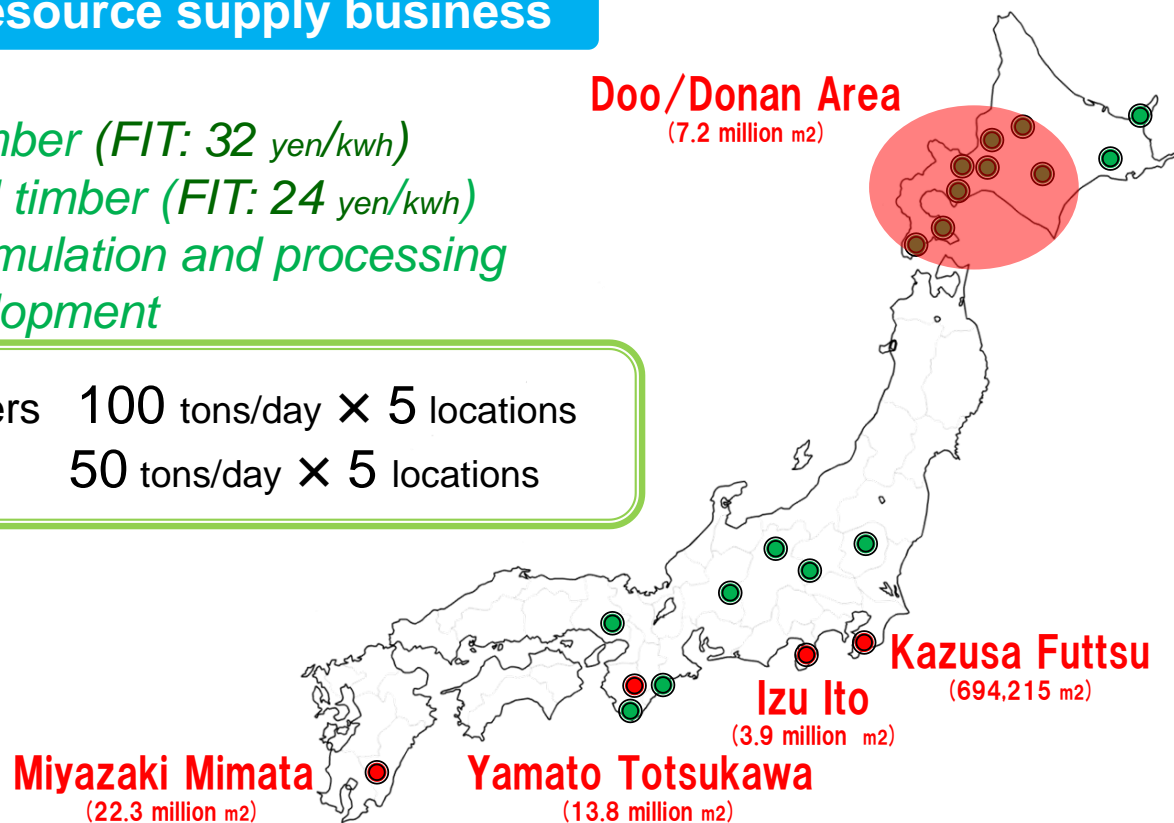 esource supply business
Doo/Donan Area
(7.2 million m2)
mber (FIT: 32 yen/kwh)
l timber (FIT: 24 yen/kwh)
mulation and processing
lopment
ers 100 tons/day × 5 locations
50 tons/day × 5 locations
Kazusa Futtsu
(694,215 m2)
Izu Ito
(3.9 million m2)
Miyazaki Mimata
(22.3 million m2)
Yamato Totsukawa
(13.8 million m2)